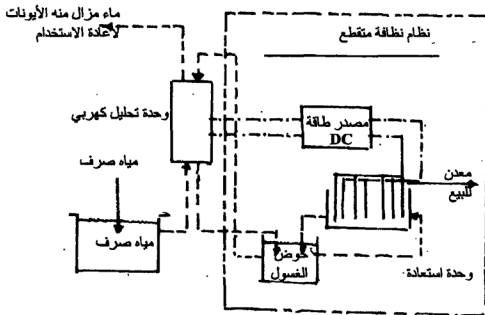 ماء مزال منه الأيونات
لأعادة الاستخدام
نظام نظافة متقطع
وحدة تحليل كهربي
مصدر طاقة
DC
مياه صرف
معدن
للبيع
مياه صرف
حوض
الغسول
وحدة استعادة